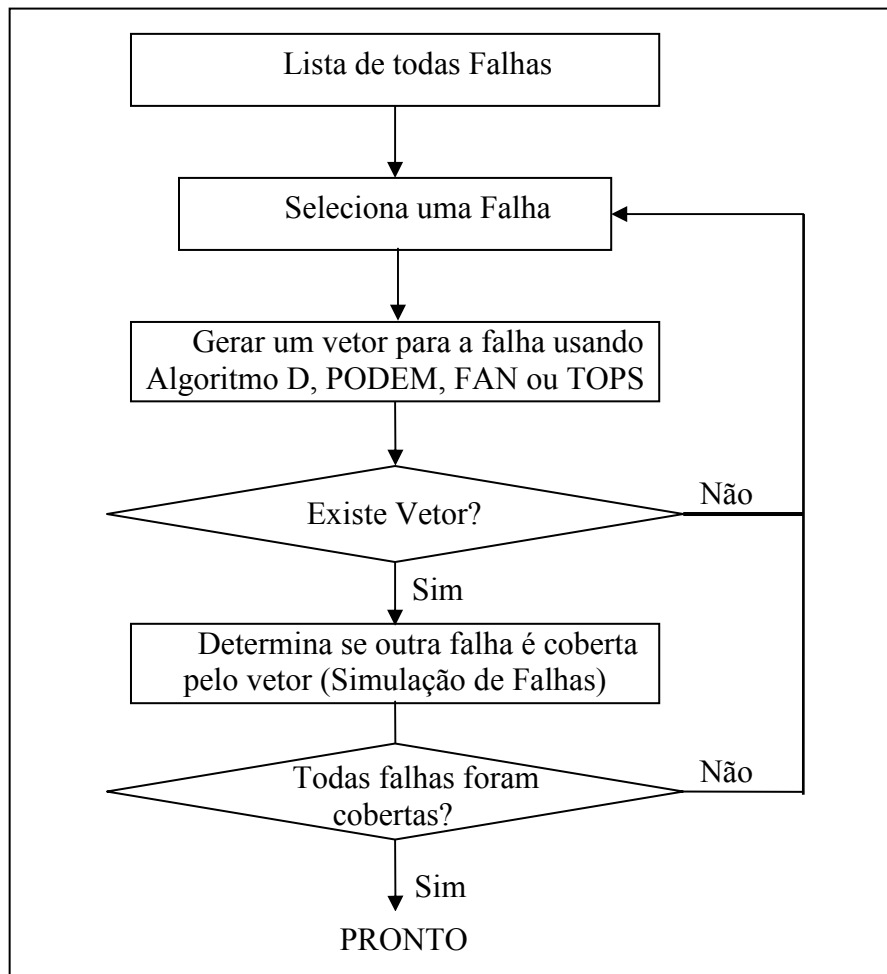 Lista de todas Falhas
Seleciona uma Falha
Gerar um vetor para a falha usando
Algoritmo D, PODEM, FAN ou TOPS
Existe Vetor?
Não
Sim
Determina se outra falha é coberta
pelo vetor (Simulação de Falhas)
Todas falhas foram
cobertas?
Não
Sim
PRONTO